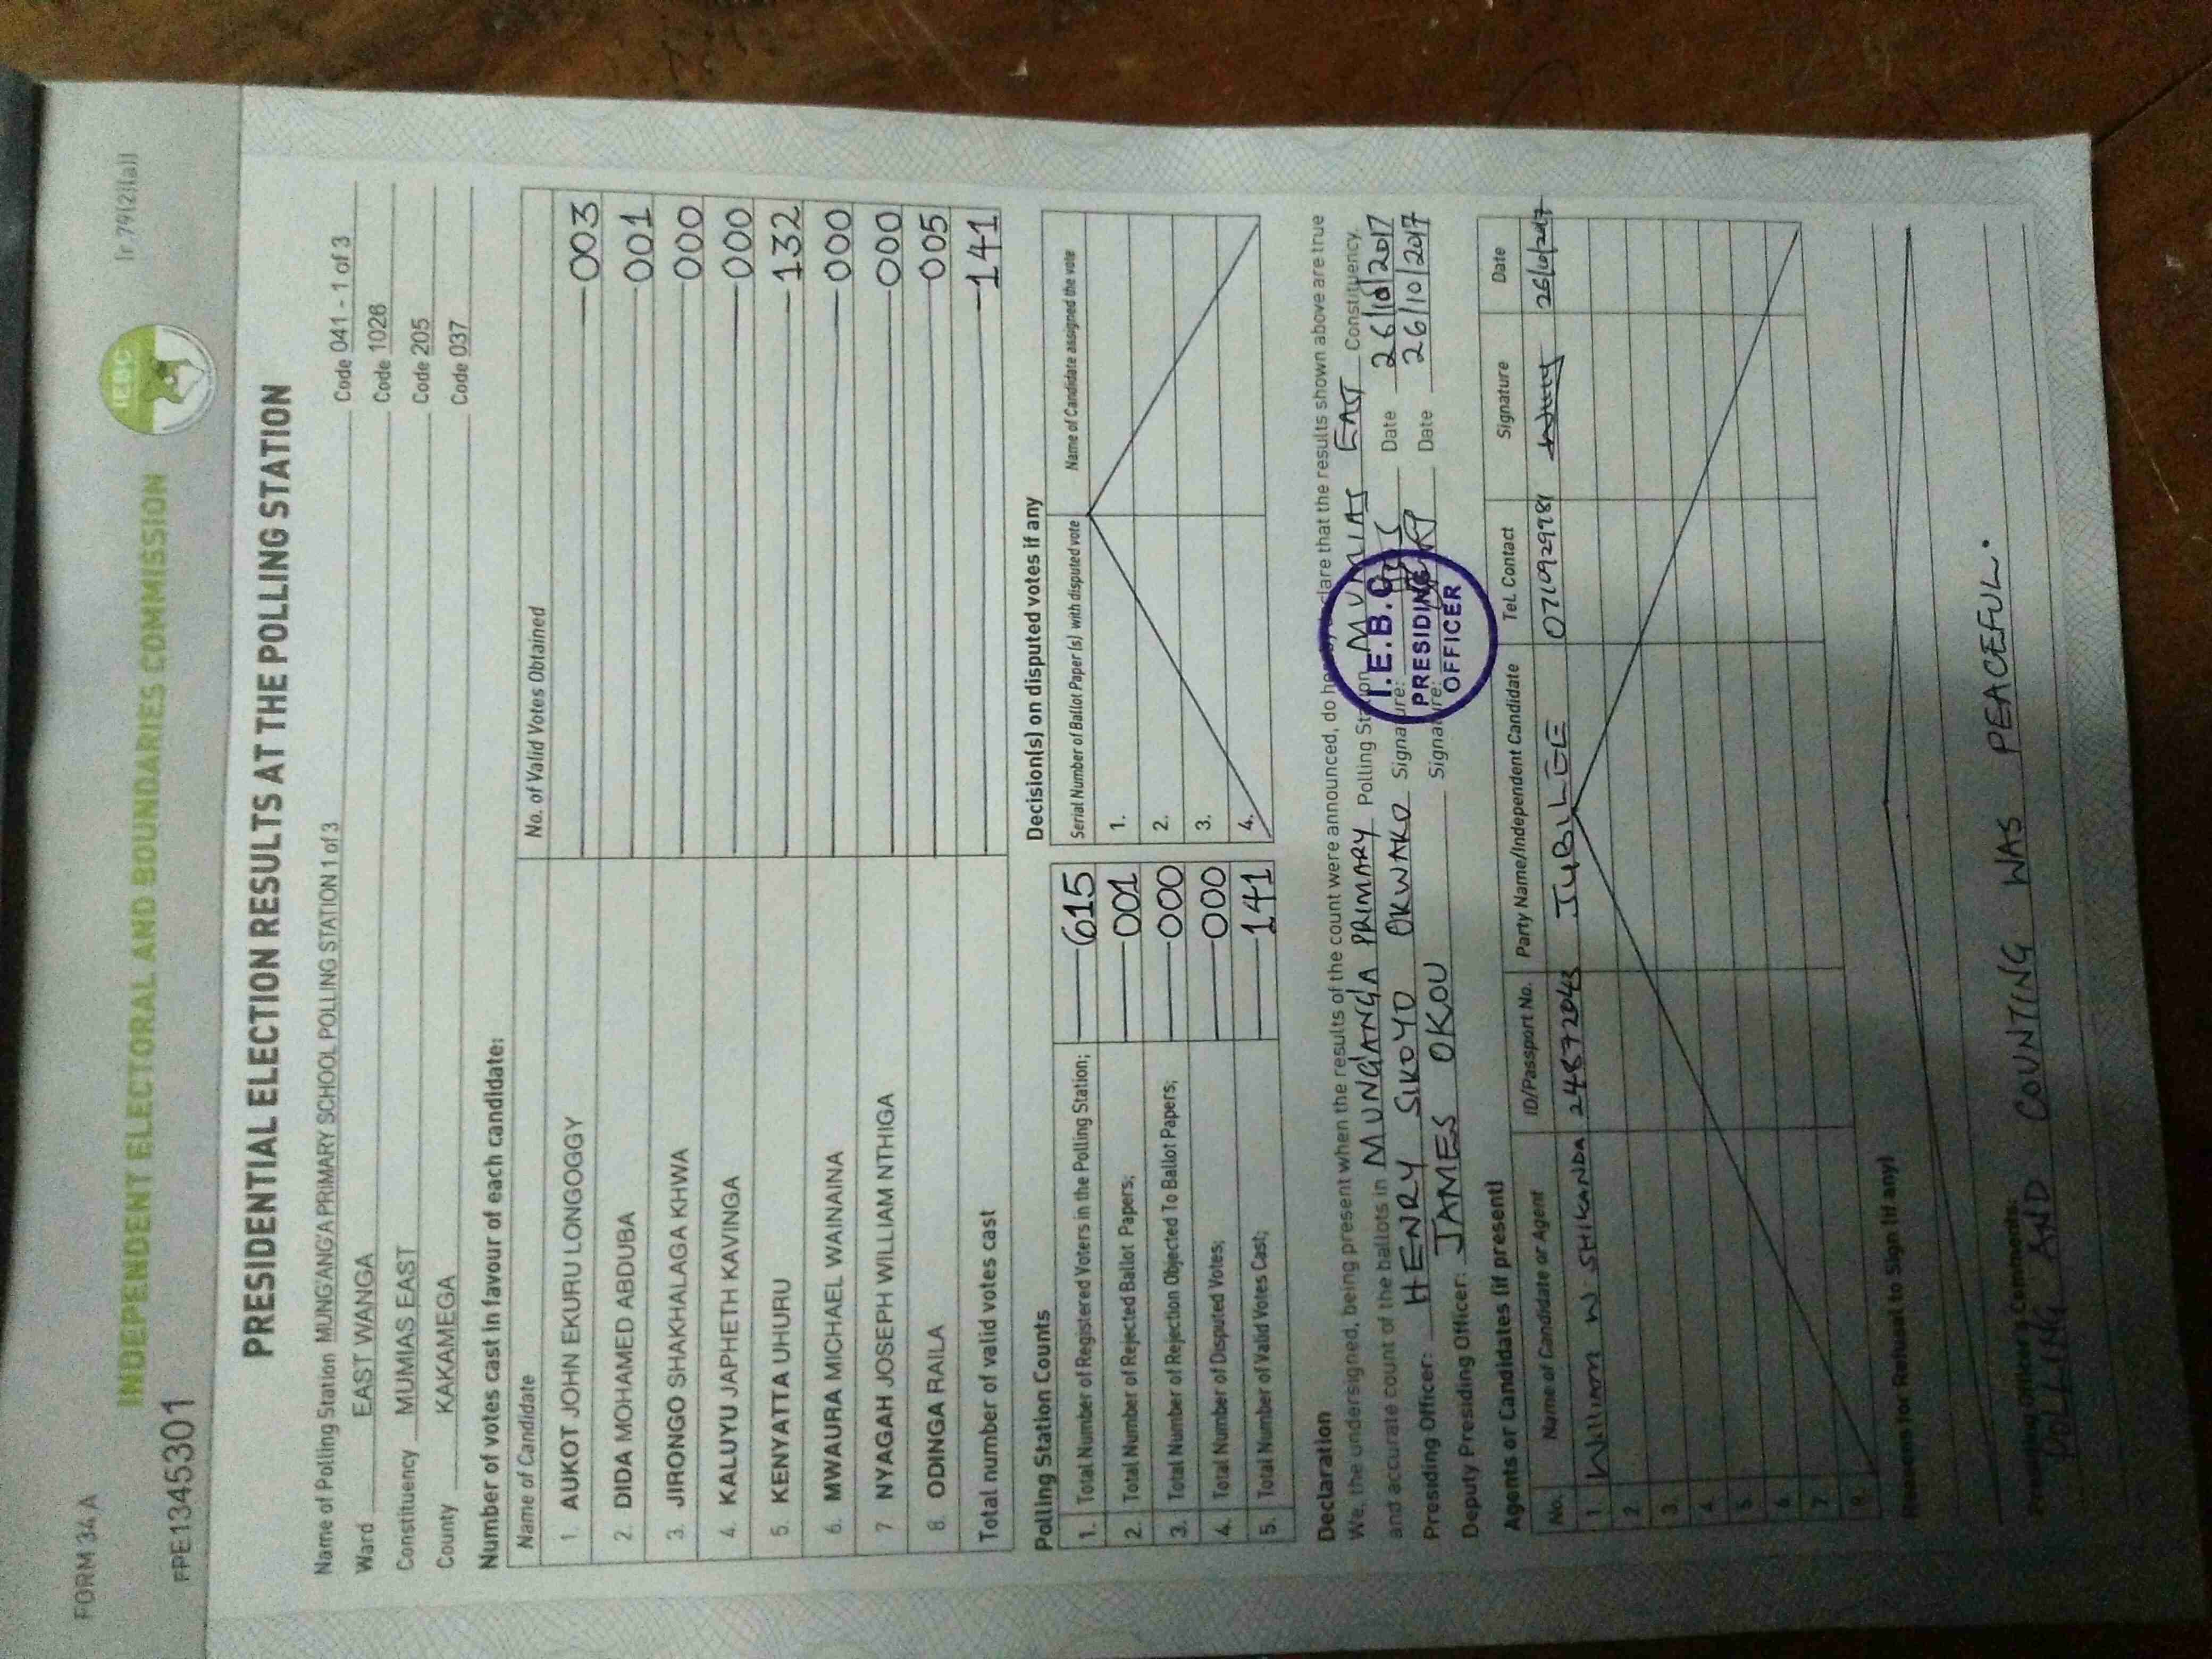 FORM 34A
[r 79(2)(a)]
INDEPENDENT ELECTORAL AND BOUNDARIES COMMISSION
IEBC
PPE1345301
PRESIDENTIAL ELECTION RESULTS AT THE POLLING STATION
Name of Polling Station MUNG'ANG'A PRIMARY SCHOOL POLLING STATION 1 of 3 Code 041 - 1 of 3
Ward EAST WANGA Code 1026
Constituency MUMIAS EAST Code 205
County KAKAMEGA Code 037
Number of votes cast in favour of each candidate:
Name of Candidate No. of Valid Votes Obtained
1. AUKOT JOHN EKURU LONGOGGY 003
2. DIDA MOHAMED ABDUBA 001
3. JIRONGO SHAKHALAGA KHWA 000
4. KALUYU JAPHETH KAVINGA 000
5. KENYATTA UHURU 132
6. MWAURA MICHAEL WAINAINA 000
7 NYAGAH JOSEPH WILLIAM NTHIGA 000
8. ODINGA RAILA 005
Total number of valid votes cast 141
Polling Station Counts
1. Total Number of Registered Voters in the Polling Station; 615
2. Total Number of Rejected Ballot Papers; 001
3. Total Number of Rejection Objected To Ballot Papers; 000
4. Total Number of Disputed Votes; 000
5. Total Number of Valid Votes Cast; 141
Decision(s) on disputed votes if any
Serial Number of Ballot Paper (s) with disputed vote Name of Candidate assigned the vote
1.
2.
3.
4.
Declaration
We, the undersigned, being present when the results of the count were announced, do hereby declare that the results shown above are true
and accurate count of the ballots in MUNG'ANG'A PRIMARY Polling Station MUMIAS EAST Constituency.
Presiding Officer: HENRY SIKOYO OKWAKO Signature: Date 26/10/2017
Deputy Presiding Officer: JAMES OKOU Signature: Date 26/10/2017
I.E.B.C
PRESIDING
OFFICER
Agents or Candidates (if present)
No. Name of Candidate or Agent ID/Passport No. Party Name/Independent Candidate Tel. Contact Signature Date
1 William W. SHIKANDA JUBILEE 26/10/2017
2.
3.
4.
5.
6.
7.
Reasons for Refusal to Sign (if any)
Presiding Officer's Comments:
POLLING AND COUNTING WAS PEACEFUL.